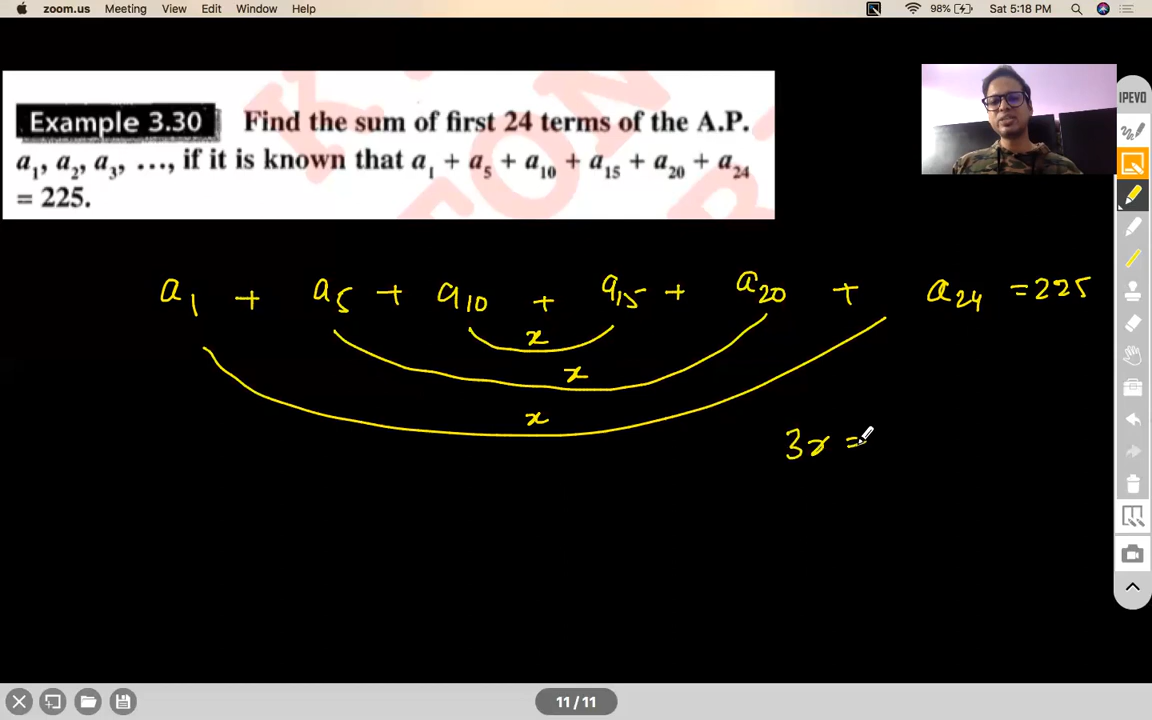 zoom.us Meeting View Edit Window Help 98% Sat 5:18 PM
IPEVO
Example 3.30 Find the sum of first 24 terms of the A.P.
a₁, a₂, a₃, …, if it is known that a₁ + a₅ + a₁₀ + a₁₅ + a₂₀ + a₂₄
= 225.
a₁ + a₅ + a₁₀ + a₁₅ + a₂₀ + a₂₄ = 225
x
x
x
3x =
11 / 11